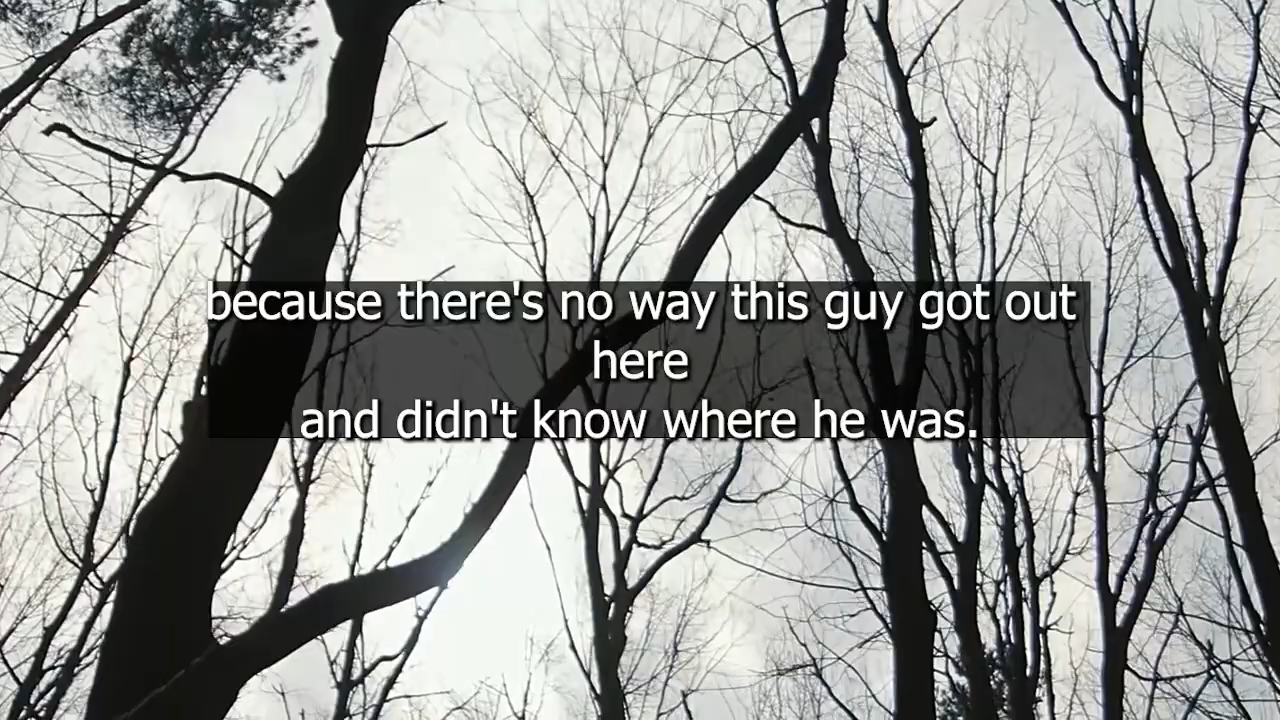 because there's no way this guy got out
here
and didn't know where he was.